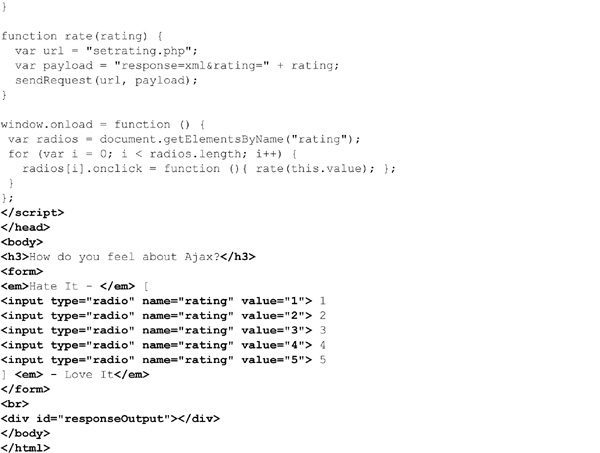 }

function rate(rating) {
  var url = "setrating.php";
  var payload = "response=xml&rating=" + rating;
  sendRequest(url, payload);
}

window.onload = function () {
 var radios = document.getElementsByName("rating");
 for (var i = 0; i < radios.length; i++) {
   radios[i].onclick = function (){ rate(this.value); };
 }
};
</script>
</head>
<body>
<h3>How do you feel about Ajax?</h3>
<form>
<em>Hate It - </em> [
<input type="radio" name="rating" value="1"> 1
<input type="radio" name="rating" value="2"> 2
<input type="radio" name="rating" value="3"> 3
<input type="radio" name="rating" value="4"> 4
<input type="radio" name="rating" value="5"> 5
] <em> - Love It</em>
</form>
<br>
<div id="responseOutput"></div>
</body>
</html>